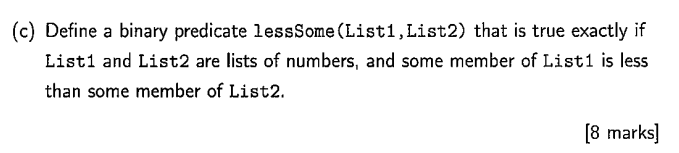 (c) Define a binary predicate lessSome(List1,List2) that is true exactly if
List1 and List2 are lists of numbers, and some member of List1 is less
than some member of List2.
[8 marks]